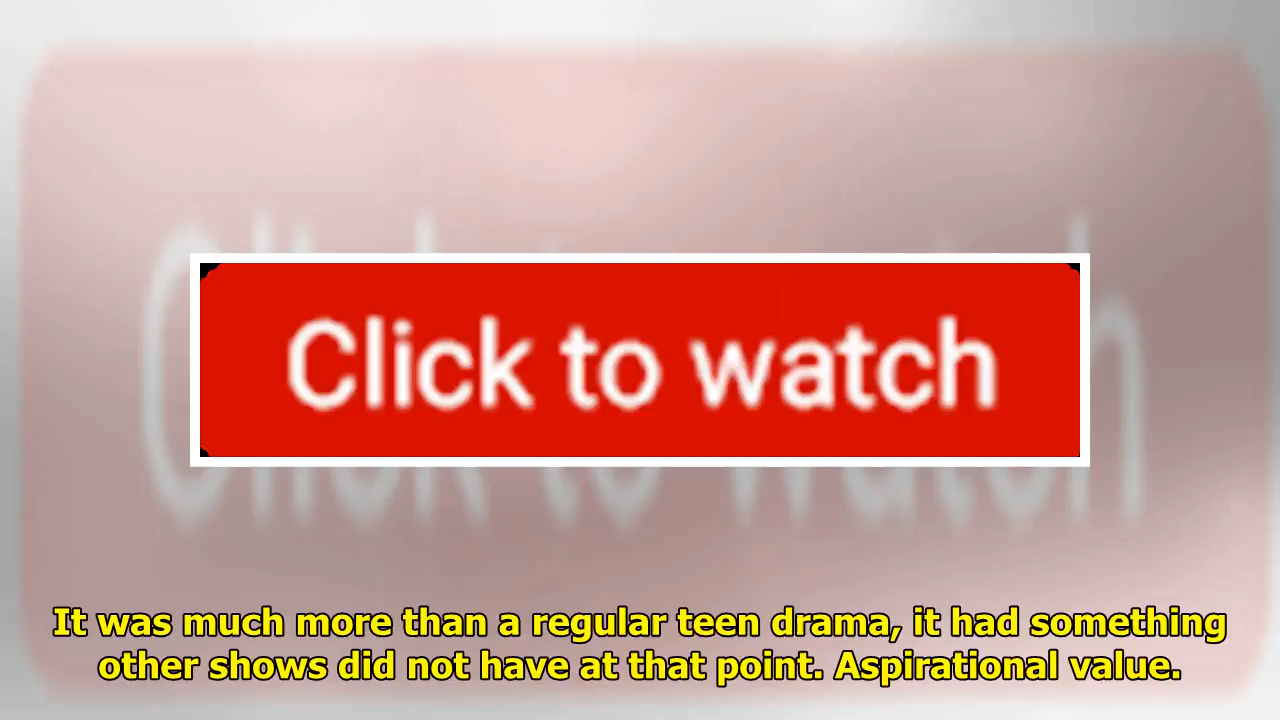 Click to watch
It was much more than a regular teen drama, it had something
other shows did not have at that point. Aspirational value.